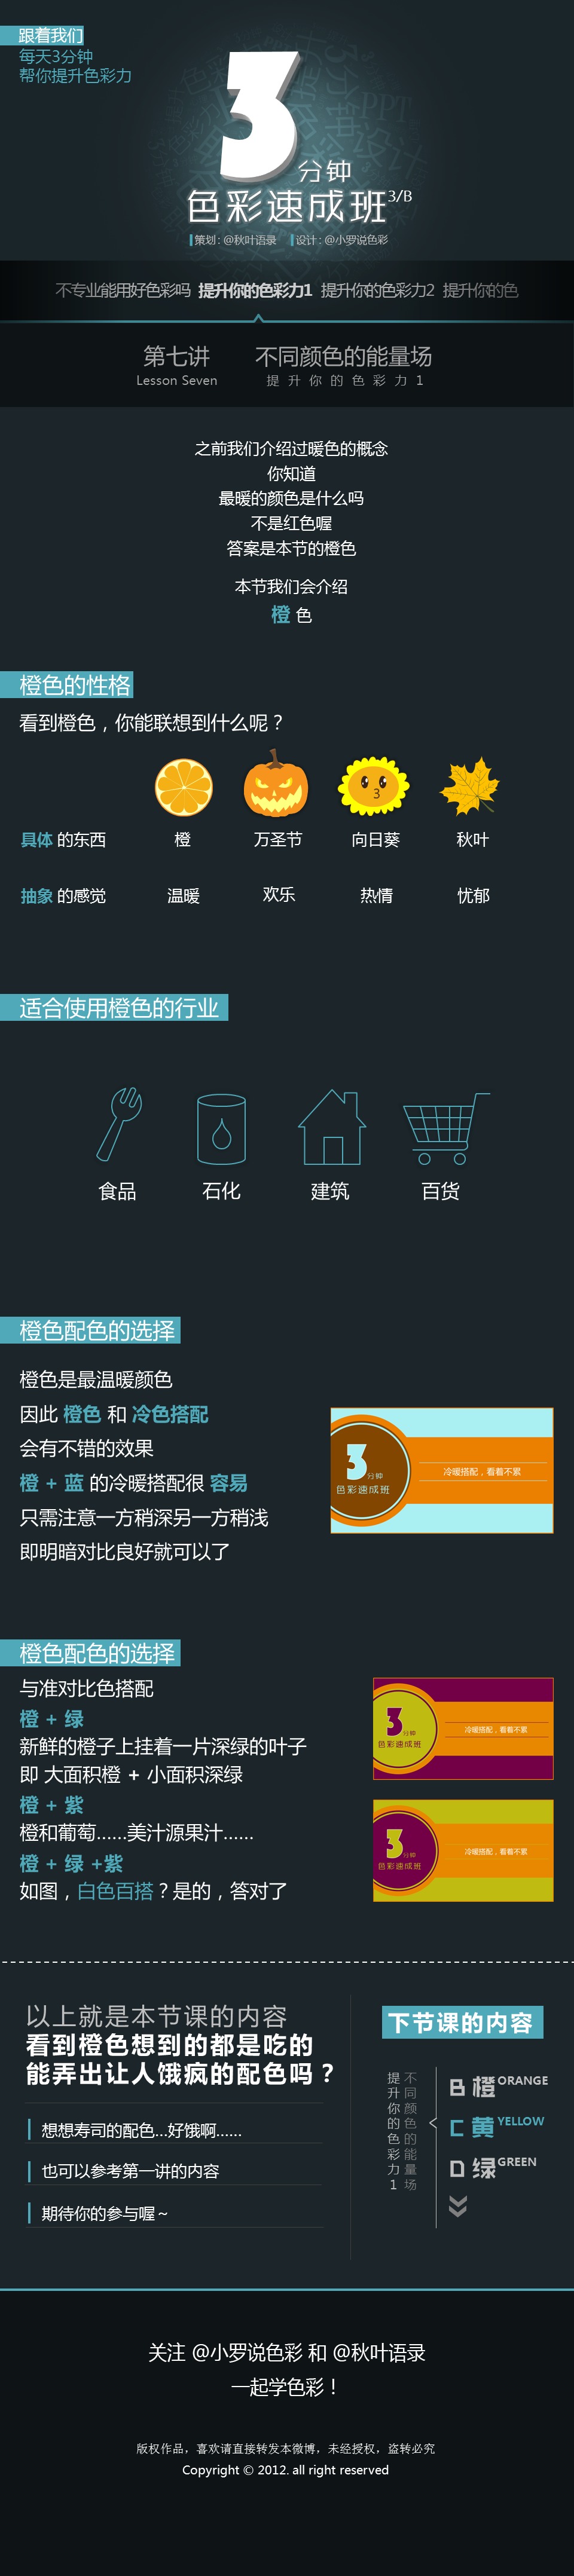 跟着我们
每天3分钟
帮你提升色彩力
3
分钟
色彩速成班3/B
策划：@秋叶语录 设计：@小罗说色彩
不专业能用好色彩吗 提升你的色彩力1 提升你的色彩力2 提升你的色
第七讲 不同颜色的能量场
Lesson Seven 提升你的色彩力1
之前我们介绍过暖色的概念
你知道
最暖的颜色是什么吗
不是红色喔
答案是本节的橙色
本节我们会介绍
橙 色
橙色的性格
看到橙色，你能联想到什么呢？
具体 的东西 橙 万圣节 向日葵 秋叶
抽象 的感觉 温暖 欢乐 热情 忧郁
适合使用橙色的行业
食品 石化 建筑 百货
橙色配色的选择
橙色是最温暖颜色
因此 橙色 和 冷色搭配
会有不错的效果
橙 + 蓝 的冷暖搭配很 容易
只需注意一方稍深另一方稍浅
即明暗对比良好就可以了
3
分钟
色彩速成班
冷暖搭配，看着不累
橙色配色的选择
与准对比色搭配
橙 + 绿
新鲜的橙子上挂着一片深绿的叶子
即 大面积橙 + 小面积深绿
橙 + 紫
橙和葡萄……美汁源果汁……
橙 + 绿 +紫
如图，白色百搭？是的，答对了
3
分钟
色彩速成班
冷暖搭配，看着不累
3
分钟
色彩速成班
冷暖搭配，看着不累
以上就是本节课的内容
看到橙色想到的都是吃的
能弄出让人饿疯的配色吗？
想想寿司的配色…好饿啊……
也可以参考第一讲的内容
期待你的参与喔～
下节课的内容
不同颜色的能量场
提升你的色彩力1
B 橙 ORANGE
C 黄 YELLOW
D 绿 GREEN
关注 @小罗说色彩 和 @秋叶语录
一起学色彩！
版权作品，喜欢请直接转发本微博，未经授权，盗转必究
Copyright © 2012. all right reserved